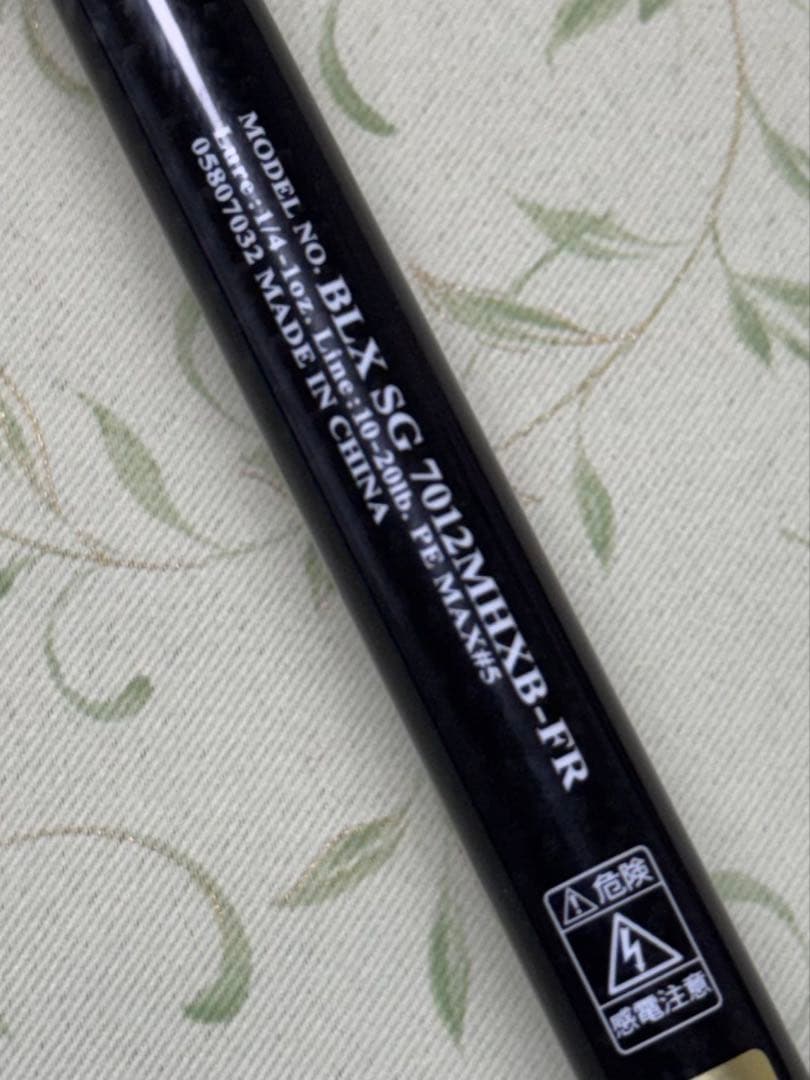 MODEL NO. BLX SG 7012MHXB-FR
Lure:1/4-1oz. Line:10-20lb. PE MAX#5
05807032 MADE IN CHINA
危険
感電注意